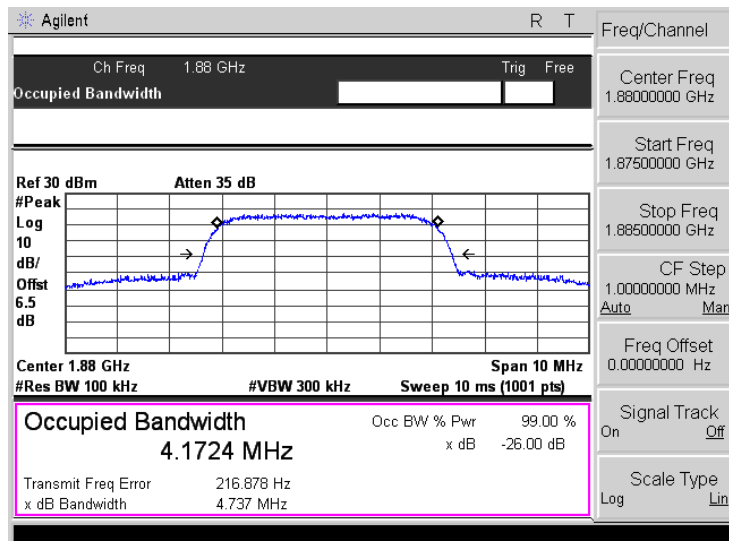 Agilent R T
Ch Freq 1.88 GHz Trig Free
Occupied Bandwidth
Ref 30 dBm Atten 35 dB
#Peak
Log
10
dB/
Offst
6.5
dB
Center 1.88 GHz Span 10 MHz
#Res BW 100 kHz #VBW 300 kHz Sweep 10 ms (1001 pts)
Occupied Bandwidth Occ BW % Pwr 99.00 %
4.1724 MHz x dB -26.00 dB
Transmit Freq Error 216.878 Hz
x dB Bandwidth 4.737 MHz
Freq/Channel
Center Freq
1.88000000 GHz
Start Freq
1.87500000 GHz
Stop Freq
1.88500000 GHz
CF Step
1.00000000 MHz
Auto Man
Freq Offset
0.00000000 Hz
Signal Track
On Off
Scale Type
Log Lin